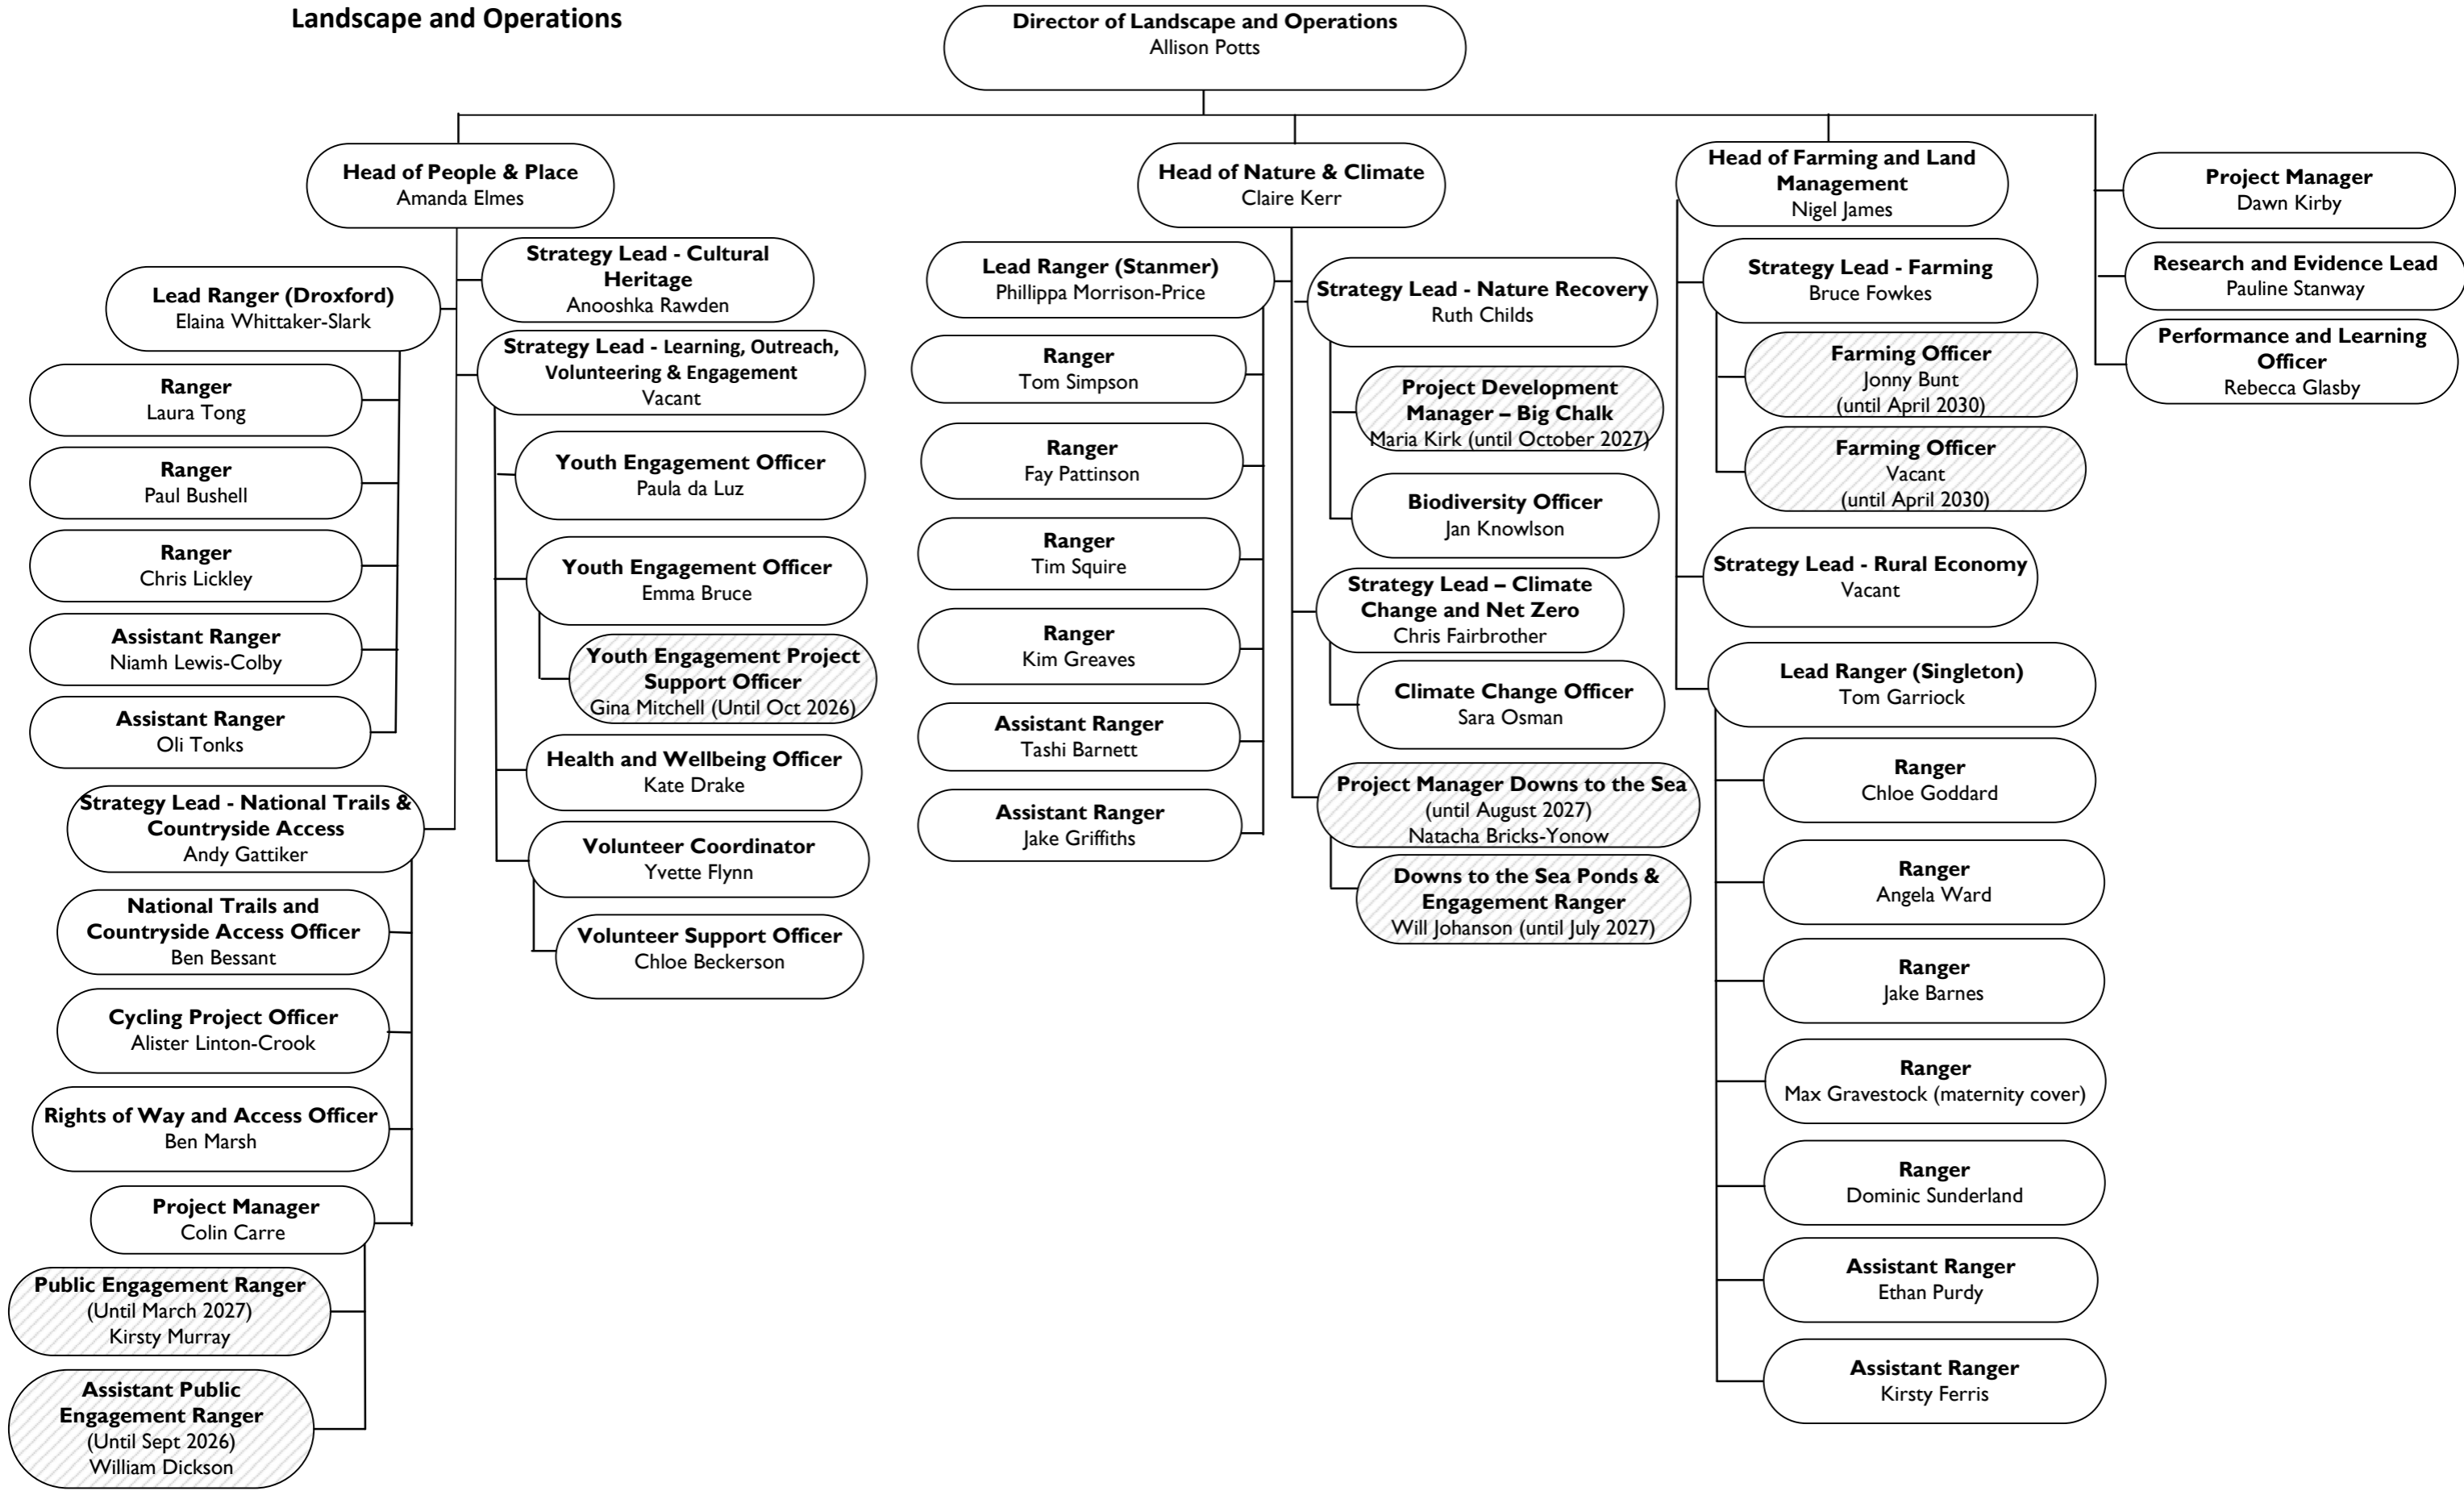 Landscape and Operations
Director of Landscape and Operations
Allison Potts
Head of People & Place
Amanda Elmes
Lead Ranger (Droxford)
Elaina Whittaker-Slark
Ranger
Laura Tong
Ranger
Paul Bushell
Ranger
Chris Lickley
Assistant Ranger
Niamh Lewis-Colby
Assistant Ranger
Oli Tonks
Strategy Lead - National Trails &
Countryside Access
Andy Gattiker
National Trails and
Countryside Access Officer
Ben Bessant
Cycling Project Officer
Alister Linton-Crook
Rights of Way and Access Officer
Ben Marsh
Project Manager
Colin Carre
Public Engagement Ranger
(Until March 2027)
Kirsty Murray
Assistant Public
Engagement Ranger
(Until Sept 2026)
William Dickson
Strategy Lead - Cultural
Heritage
Anooshka Rawden
Strategy Lead - Learning, Outreach,
Volunteering & Engagement
Vacant
Youth Engagement Officer
Paula da Luz
Youth Engagement Officer
Emma Bruce
Youth Engagement Project
Support Officer
Gina Mitchell (Until Oct 2026)
Health and Wellbeing Officer
Kate Drake
Volunteer Coordinator
Yvette Flynn
Volunteer Support Officer
Chloe Beckerson
Head of Nature & Climate
Claire Kerr
Lead Ranger (Stanmer)
Phillippa Morrison-Price
Ranger
Tom Simpson
Ranger
Fay Pattinson
Ranger
Tim Squire
Ranger
Kim Greaves
Assistant Ranger
Tashi Barnett
Assistant Ranger
Jake Griffiths
Strategy Lead - Nature Recovery
Ruth Childs
Project Development
Manager – Big Chalk
Maria Kirk (until October 2027)
Biodiversity Officer
Jan Knowlson
Strategy Lead – Climate
Change and Net Zero
Chris Fairbrother
Climate Change Officer
Sara Osman
Project Manager Downs to the Sea
(until August 2027)
Natacha Bricks-Yonow
Downs to the Sea Ponds &
Engagement Ranger
Will Johanson (until July 2027)
Head of Farming and Land
Management
Nigel James
Strategy Lead - Farming
Bruce Fowkes
Farming Officer
Jonny Bunt
(until April 2030)
Farming Officer
Vacant
(until April 2030)
Strategy Lead - Rural Economy
Vacant
Lead Ranger (Singleton)
Tom Garriock
Ranger
Chloe Goddard
Ranger
Angela Ward
Ranger
Jake Barnes
Ranger
Max Gravestock (maternity cover)
Ranger
Dominic Sunderland
Assistant Ranger
Ethan Purdy
Assistant Ranger
Kirsty Ferris
Project Manager
Dawn Kirby
Research and Evidence Lead
Pauline Stanway
Performance and Learning
Officer
Rebecca Glasby